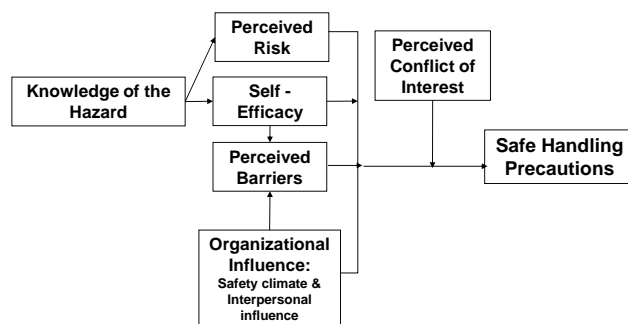 Perceived
Risk
Perceived
Conflict of
Interest
Knowledge of the
Hazard
Self -
Efficacy
Perceived
Barriers
Safe Handling
Precautions
Organizational
Influence:
Safety climate &
Interpersonal
influence